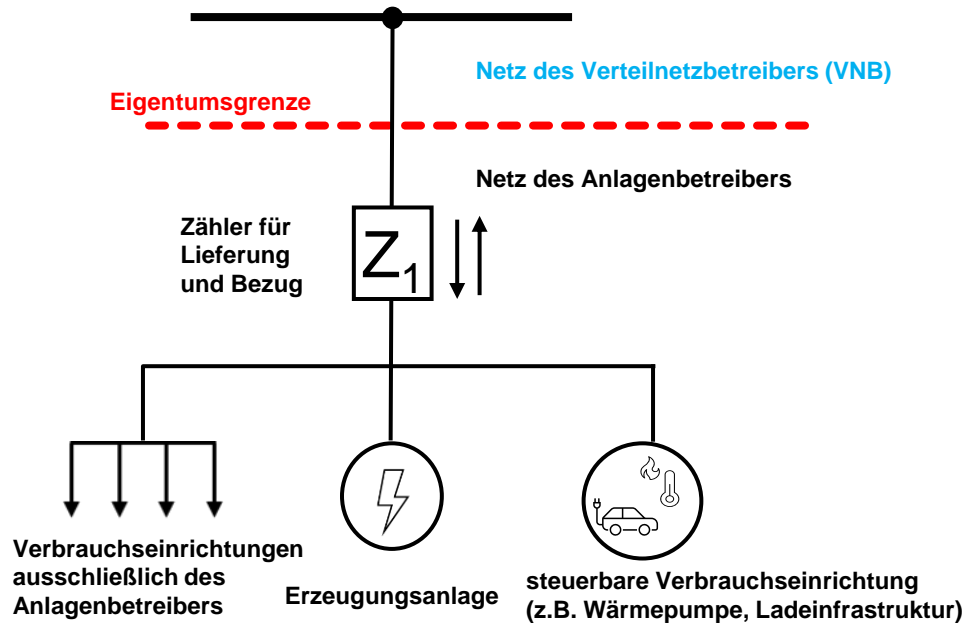 Netz des Verteilnetzbetreibers (VNB)
Eigentumsgrenze
Netz des Anlagenbetreibers
Zähler für
Lieferung
und Bezug
Z₁
Verbrauchseinrichtungen
ausschließlich des
Anlagenbetreibers
Erzeugungsanlage
steuerbare Verbrauchseinrichtung
(z.B. Wärmepumpe, Ladeinfrastruktur)